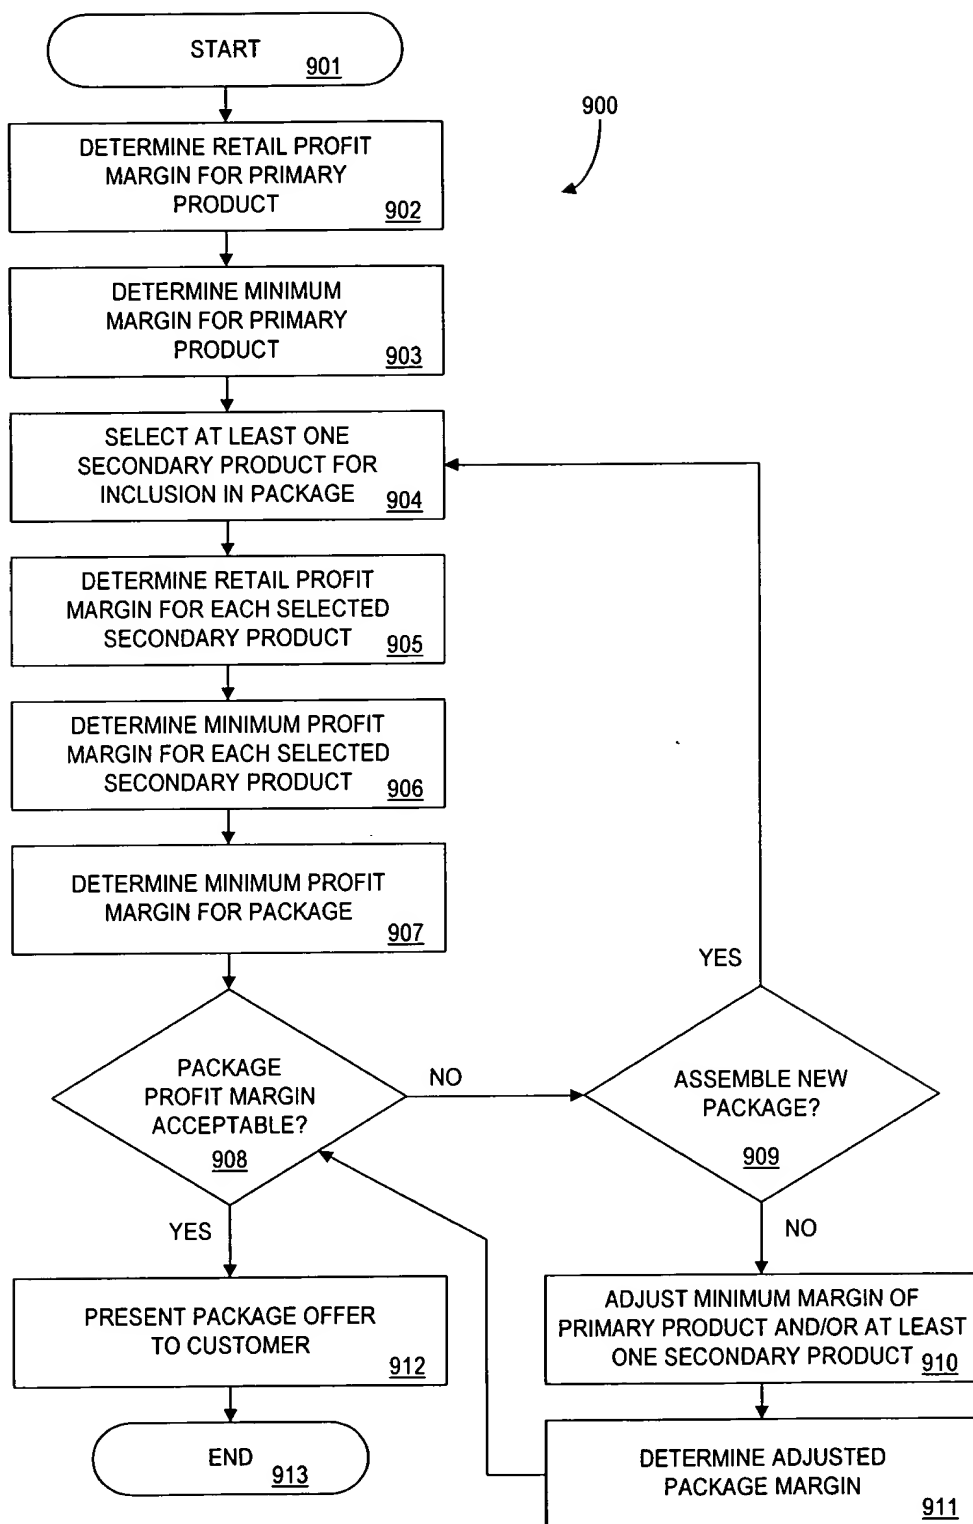 START
901
900
DETERMINE RETAIL PROFIT
MARGIN FOR PRIMARY
PRODUCT
902
DETERMINE MINIMUM
MARGIN FOR PRIMARY
PRODUCT
903
SELECT AT LEAST ONE
SECONDARY PRODUCT FOR
INCLUSION IN PACKAGE
904
DETERMINE RETAIL PROFIT
MARGIN FOR EACH SELECTED
SECONDARY PRODUCT
905
DETERMINE MINIMUM PROFIT
MARGIN FOR EACH SELECTED
SECONDARY PRODUCT
906
DETERMINE MINIMUM PROFIT
MARGIN FOR PACKAGE
907
PACKAGE
PROFIT MARGIN
ACCEPTABLE?
908
NO
YES
ASSEMBLE NEW
PACKAGE?
909
YES
NO
PRESENT PACKAGE OFFER
TO CUSTOMER
912
END
913
ADJUST MINIMUM MARGIN OF
PRIMARY PRODUCT AND/OR AT LEAST
ONE SECONDARY PRODUCT
910
DETERMINE ADJUSTED
PACKAGE MARGIN
911